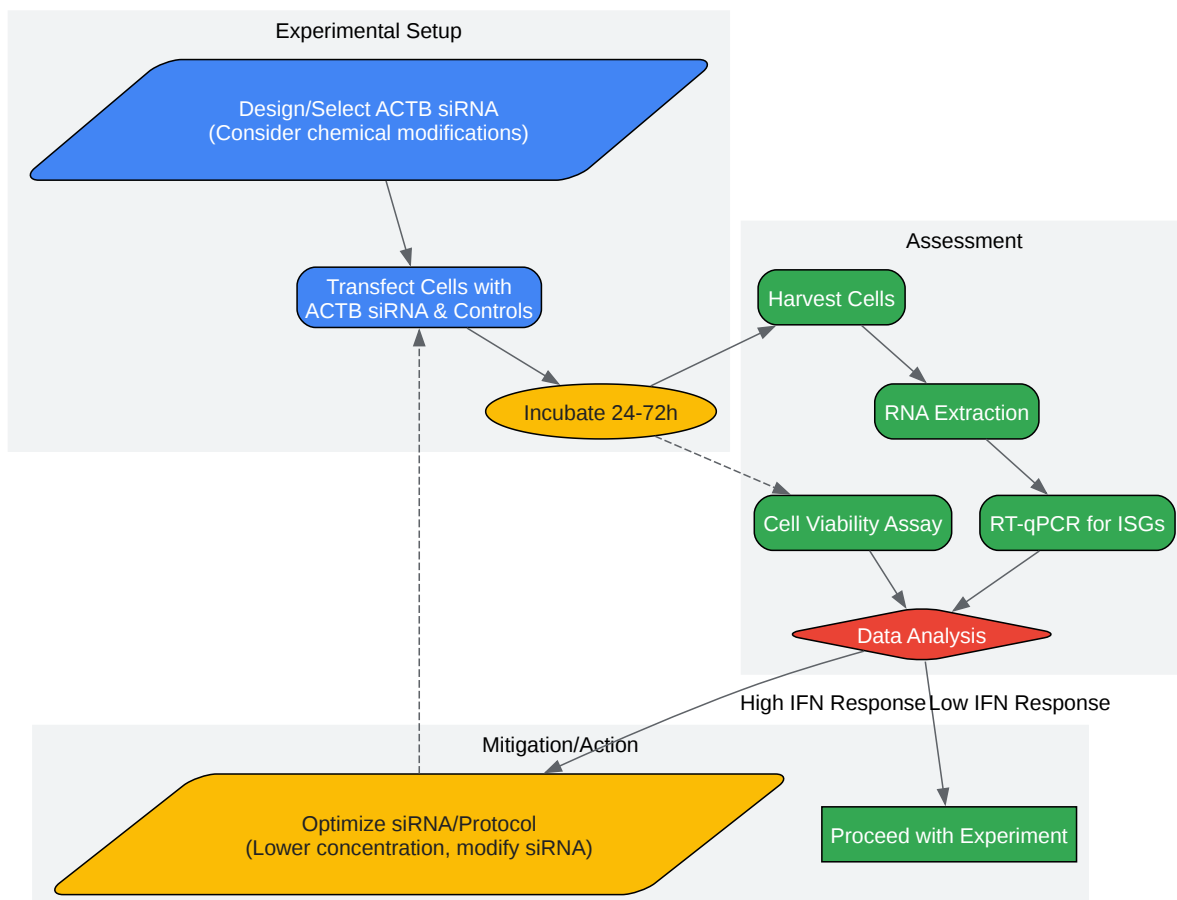 Experimental Setup
Design/Select ACTB siRNA
(Consider chemical modifications)
Transfect Cells with
ACTB siRNA & Controls
Incubate 24-72h
Assessment
Harvest Cells
RNA Extraction
Cell Viability Assay
RT-qPCR for ISGs
Data Analysis
High IFN Response
Low IFN Response
Mitigation/Action
Optimize siRNA/Protocol
(Lower concentration, modify siRNA)
Proceed with Experiment